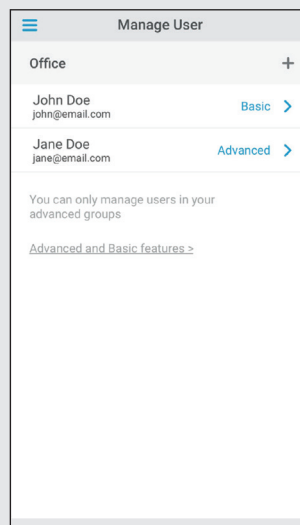 Manage User
Office +
John Doe
john@email.com
Basic >
Jane Doe
jane@email.com
Advanced >
You can only manage users in your
advanced groups
Advanced and Basic features >